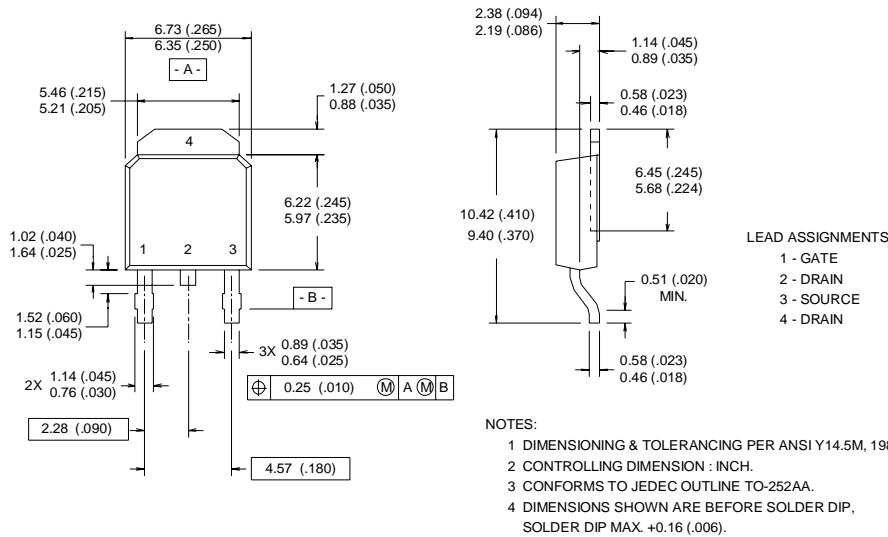 6.73 (.265)
6.35 (.250)
- A -
5.46 (.215)
5.21 (.205)
1.27 (.050)
0.88 (.035)
4
6.22 (.245)
5.97 (.235)
1.02 (.040)
1.64 (.025)
1 2 3
- B -
1.52 (.060)
1.15 (.045)
3X 0.89 (.035)
0.64 (.025)
2X 1.14 (.045)
0.76 (.030)
⌖ 0.25 (.010) Ⓜ A Ⓜ B
2.28 (.090)
4.57 (.180)
2.38 (.094)
2.19 (.086)
1.14 (.045)
0.89 (.035)
0.58 (.023)
0.46 (.018)
6.45 (.245)
5.68 (.224)
10.42 (.410)
9.40 (.370)
0.51 (.020)
MIN.
0.58 (.023)
0.46 (.018)
LEAD ASSIGNMENTS
1 - GATE
2 - DRAIN
3 - SOURCE
4 - DRAIN
NOTES:
1 DIMENSIONING & TOLERANCING PER ANSI Y14.5M,
2 CONTROLLING DIMENSION : INCH.
3 CONFORMS TO JEDEC OUTLINE TO-252AA.
4 DIMENSIONS SHOWN ARE BEFORE SOLDER DIP,
SOLDER DIP MAX. +0.16 (.006).